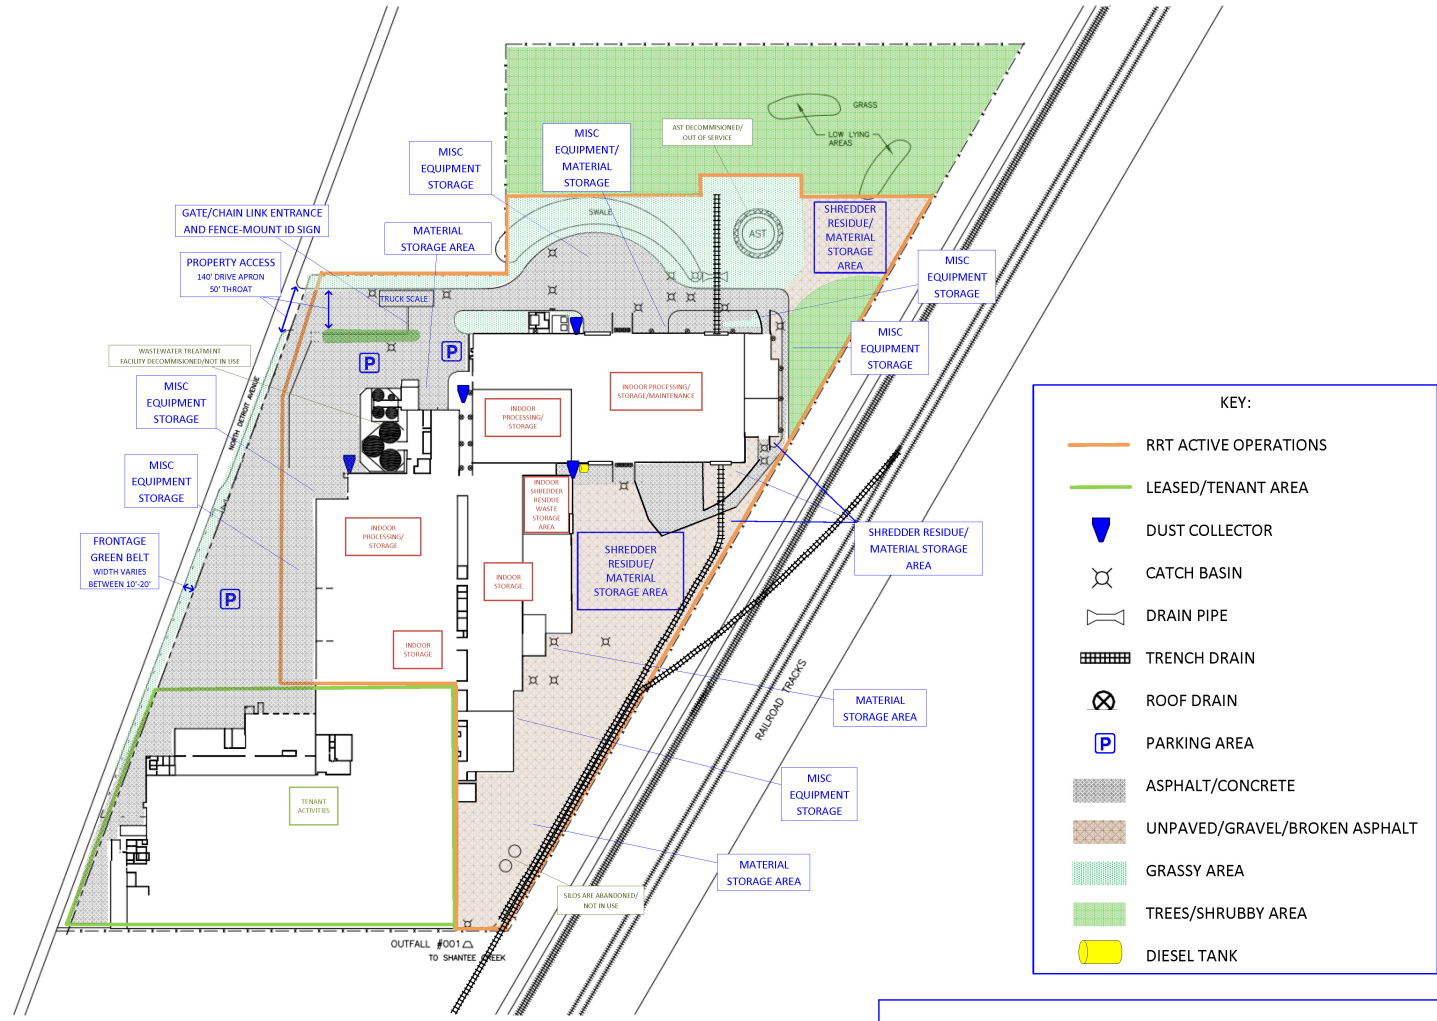 GRASS
LOW LYING
AREAS
AST DECOMMISIONED/
OUT OF SERVICE
MISC
EQUIPMENT/
MATERIAL
STORAGE
MISC
EQUIPMENT
STORAGE
GATE/CHAIN LINK ENTRANCE
AND FENCE-MOUNT ID SIGN
MATERIAL
STORAGE AREA
SWALE
AST
SHREDDER
RESIDUE/
MATERIAL
STORAGE
AREA
PROPERTY ACCESS
140' DRIVE APRON
50' THROAT
TRUCK SCALE
MISC
EQUIPMENT
STORAGE
MISC
EQUIPMENT
STORAGE
WASTEWATER TREATMENT
FACILITY DECOMMISIONED/NOT IN USE
P
P
MISC
EQUIPMENT
STORAGE
NORTH DETROIT AVENUE
INDOOR PROCESSING/
STORAGE/MAINTENANCE
INDOOR
PROCESSING/
STORAGE
MISC
EQUIPMENT
STORAGE
INDOOR
SHREDDER
RESIDUE
WASTE
STORAGE
AREA
INDOOR
PROCESSING/
STORAGE
SHREDDER RESIDUE/
MATERIAL STORAGE
AREA
FRONTAGE
GREEN BELT
WIDTH VARIES
BETWEEN 10'-20'
SHREDDER
RESIDUE/
MATERIAL
STORAGE AREA
INDOOR
STORAGE
P
INDOOR
STORAGE
RAILROAD TRACKS
MATERIAL
STORAGE AREA
MISC
EQUIPMENT
STORAGE
TENANT
ACTIVITIES
MATERIAL
STORAGE AREA
SILOS ARE ABANDONED/
NOT IN USE
OUTFALL #001
TO SHANTEE CREEK
KEY:
RRT ACTIVE OPERATIONS
LEASED/TENANT AREA
DUST COLLECTOR
CATCH BASIN
DRAIN PIPE
TRENCH DRAIN
ROOF DRAIN
P PARKING AREA
ASPHALT/CONCRETE
UNPAVED/GRAVEL/BROKEN ASPHALT
GRASSY AREA
TREES/SHRUBBY AREA
DIESEL TANK